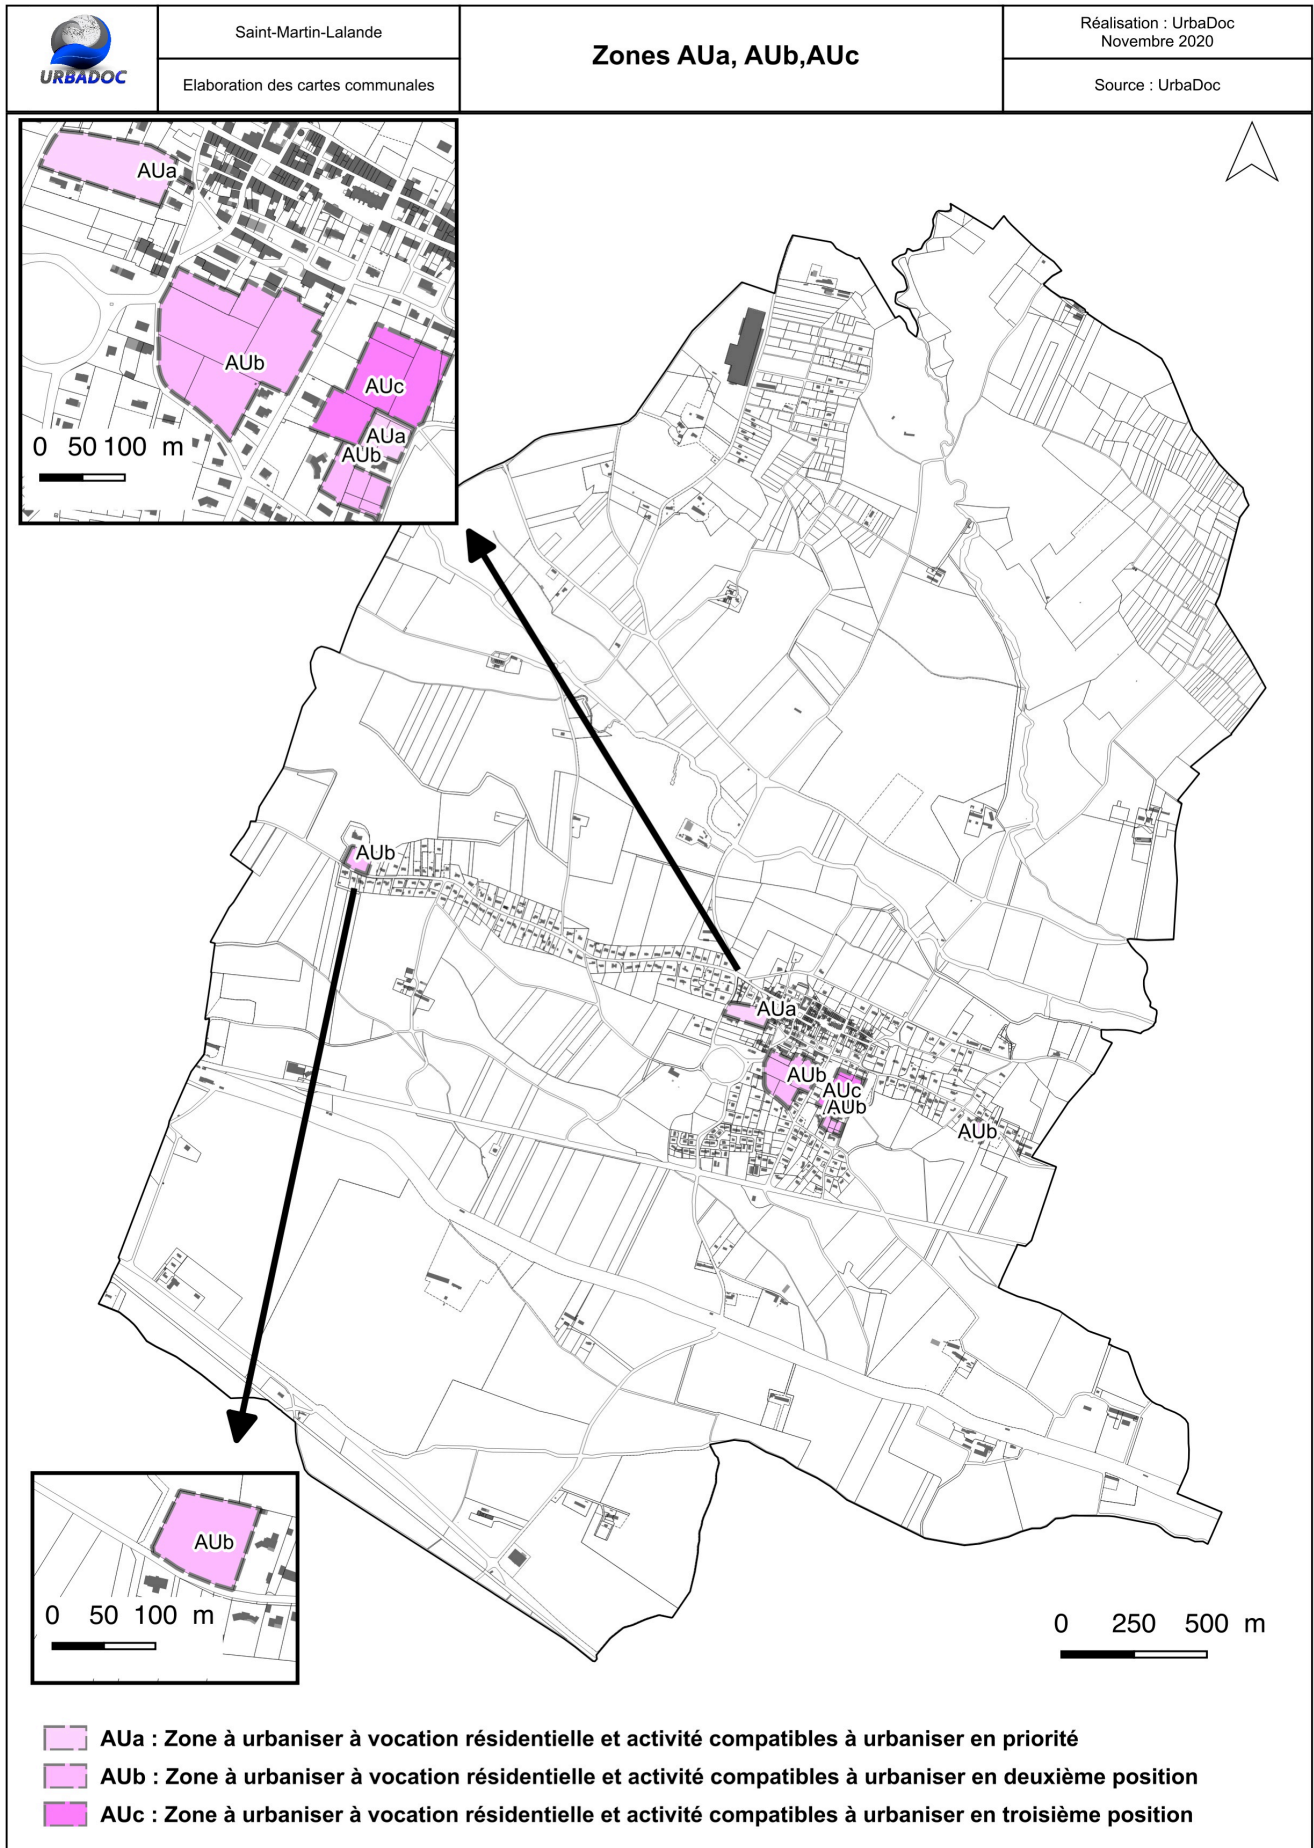 URBADOC
Saint-Martin-Lalande
Elaboration des cartes communales
Zones AUa, AUb,AUc
Réalisation : UrbaDoc
Novembre 2020
Source : UrbaDoc
AUa
AUb
AUc
AUa
AUb
0 50 100 m
AUb
AUa
AUb
AUc
AUb
AUb
AUb
0 50 100 m
0 250 500 m
AUa : Zone à urbaniser à vocation résidentielle et activité compatibles à urbaniser en priorité
AUb : Zone à urbaniser à vocation résidentielle et activité compatibles à urbaniser en deuxième position
AUc : Zone à urbaniser à vocation résidentielle et activité compatibles à urbaniser en troisième position